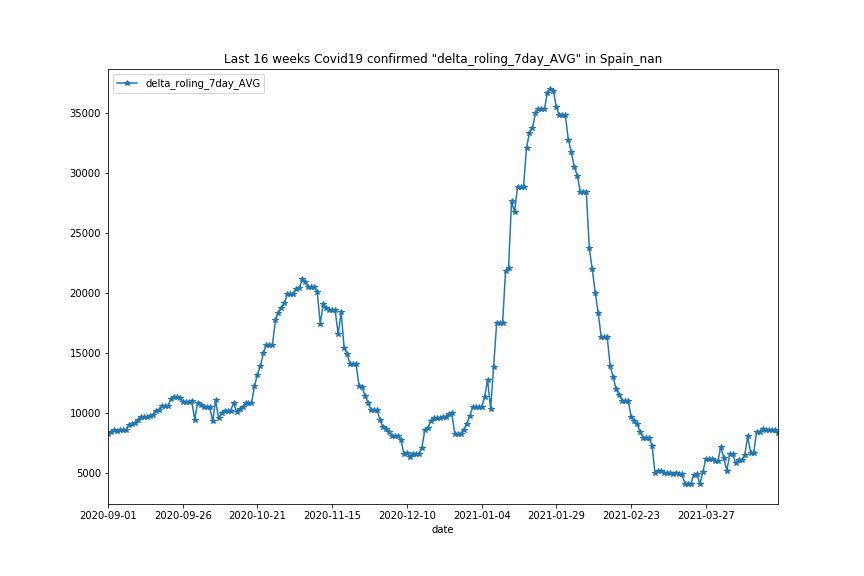 Last 16 weeks Covid19 confirmed "delta_roling_7day_AVG" in Spain_nan
delta_roling_7day_AVG
35000
30000
25000
20000
15000
10000
5000
2020-09-01 2020-09-26 2020-10-21 2020-11-15 2020-12-10 2021-01-04 2021-01-29 2021-02-23 2021-03-27
date